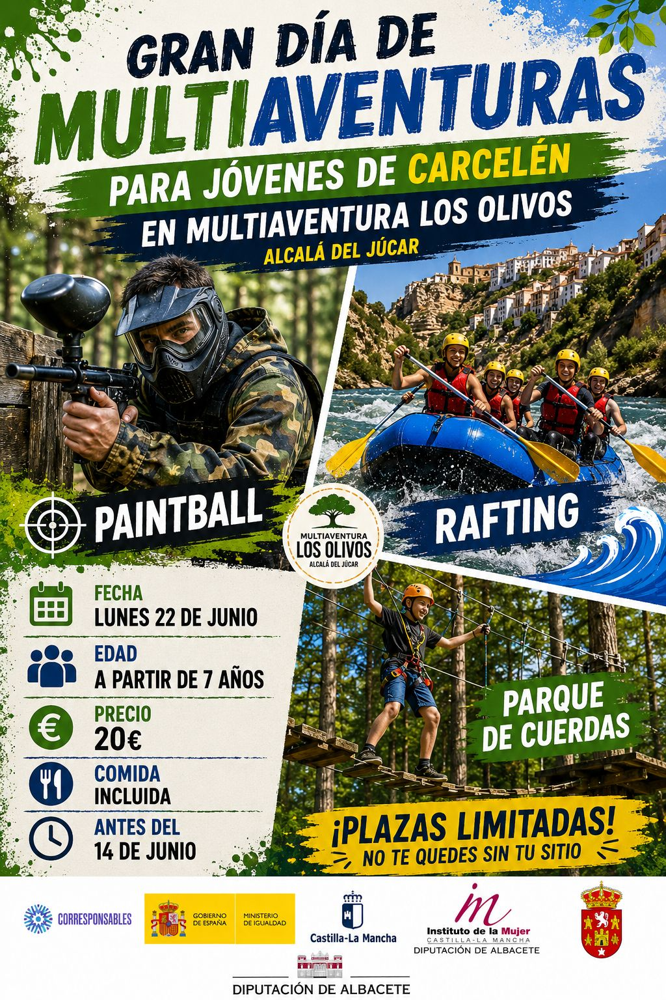 GRAN DÍA DE
MULTIAVENTURAS
PARA JÓVENES DE CARCELÉN
EN MULTIAVENTURA LOS OLIVOS
ALCALÁ DEL JÚCAR
PAINTBALL
RAFTING
MULTIAVENTURA
LOS OLIVOS
ALCALÁ DEL JÚCAR
FECHA
LUNES 22 DE JUNIO
EDAD
A PARTIR DE 7 AÑOS
PRECIO
20€
COMIDA
INCLUIDA
ANTES DEL
14 DE JUNIO
PARQUE
DE CUERDAS
¡PLAZAS LIMITADAS!
NO TE QUEDES SIN TU SITIO
CORRESPONSABLES
GOBIERNO
DE ESPAÑA
MINISTERIO
DE IGUALDAD
Castilla-La Mancha
im
Instituto de la Mujer
CASTILLA-LA MANCHA
DIPUTACIÓN DE ALBACETE
DIPUTACIÓN DE ALBACETE